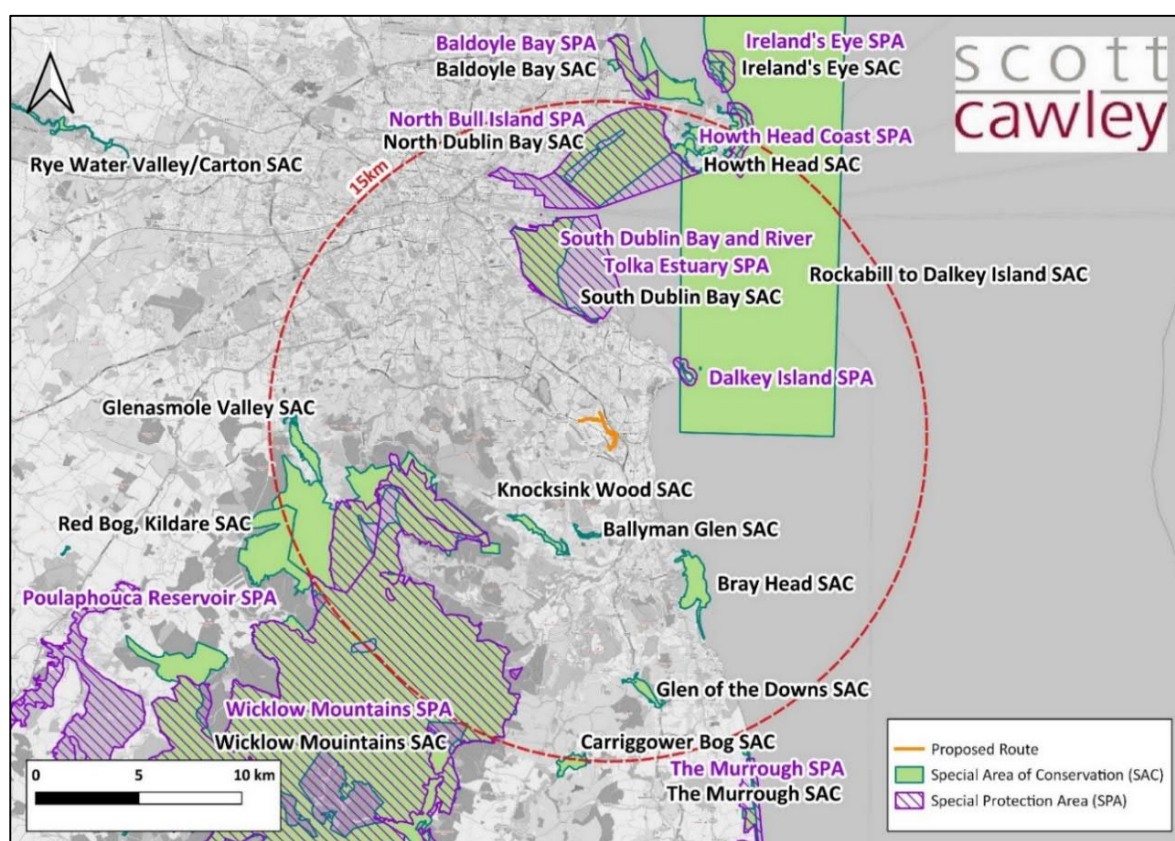 Baldoyle Bay SPA
Baldoyle Bay SAC
Ireland's Eye SPA
Ireland's Eye SAC
scott
cawley
North Bull Island SPA
North Dublin Bay SAC
Howth Head Coast SPA
Howth Head SAC
Rye Water Valley/Carton SAC
15km
South Dublin Bay and River
Tolka Estuary SPA
South Dublin Bay SAC
Rockabill to Dalkey Island SAC
Dalkey Island SPA
Glenasmole Valley SAC
Knocksink Wood SAC
Red Bog, Kildare SAC
Ballyman Glen SAC
Bray Head SAC
Poulaphouca Reservoir SPA
Glen of the Downs SAC
Wicklow Mountains SPA
Wicklow Mouintains SAC
Carriggower Bog SAC
The Murrough SPA
The Murrough SAC
0 5 10 km
Proposed Route
Special Area of Conservation (SAC)
Special Protection Area (SPA)